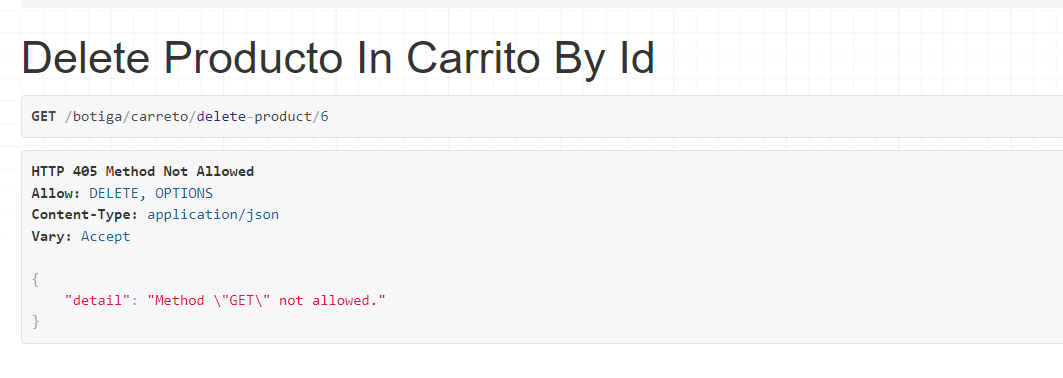 Delete Producto In Carrito By Id
GET /botiga/carreto/delete-product/6
HTTP 405 Method Not Allowed
Allow: DELETE, OPTIONS
Content-Type: application/json
Vary: Accept
{
"detail": "Method \"GET\" not allowed."
}